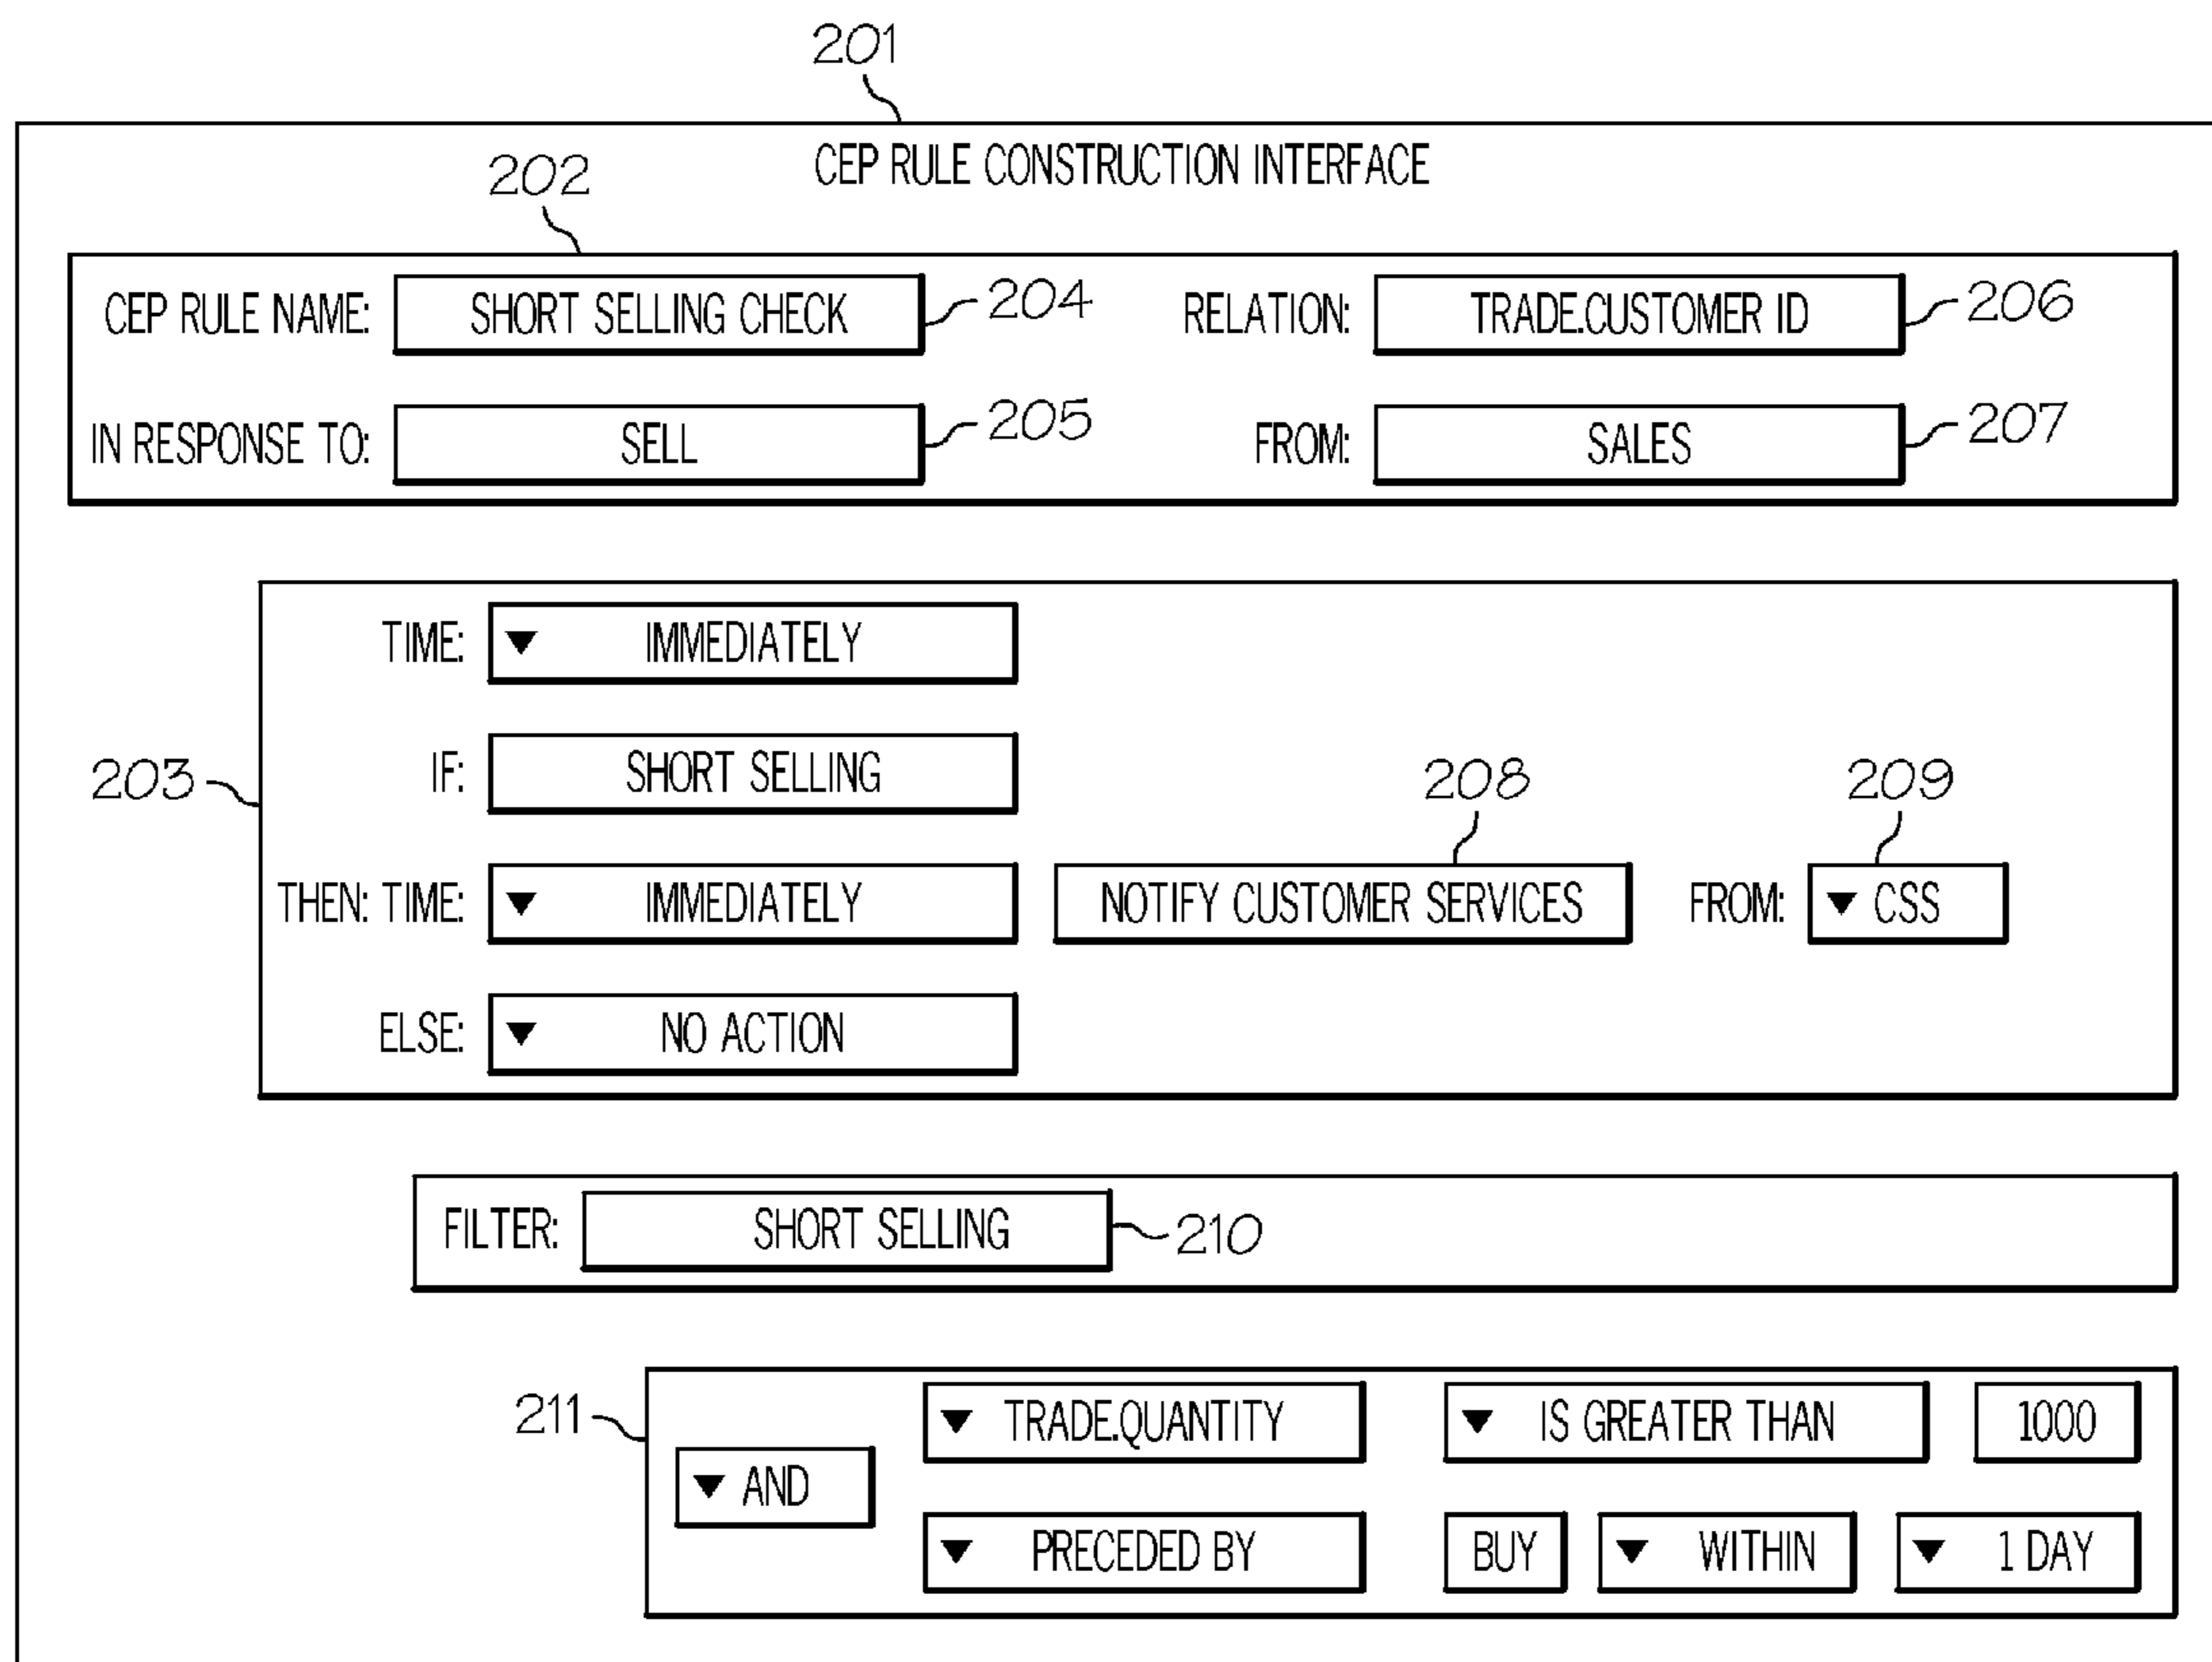 201
CEP RULE CONSTRUCTION INTERFACE
202
CEP RULE NAME: SHORT SELLING CHECK 204 RELATION: TRADE.CUSTOMER ID 206
IN RESPONSE TO: SELL 205 FROM: SALES 207
203
TIME: IMMEDIATELY
IF: SHORT SELLING
208 209
THEN: TIME: IMMEDIATELY NOTIFY CUSTOMER SERVICES FROM: CSS
ELSE: NO ACTION
FILTER: SHORT SELLING 210
211
TRADE.QUANTITY IS GREATER THAN 1000
AND
PRECEDED BY BUY WITHIN 1 DAY